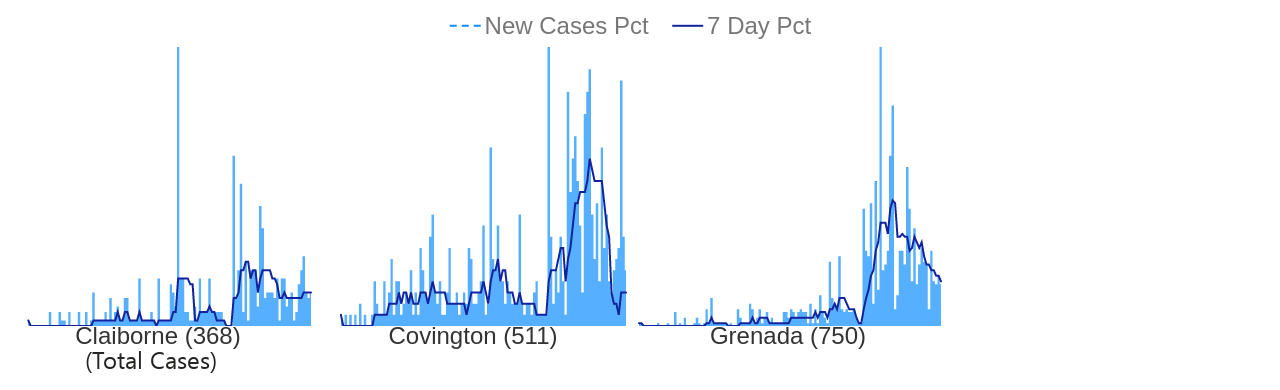 New Cases Pct 7 Day Pct
Claiborne (368) Covington (511) Grenada (750)
(Total Cases)